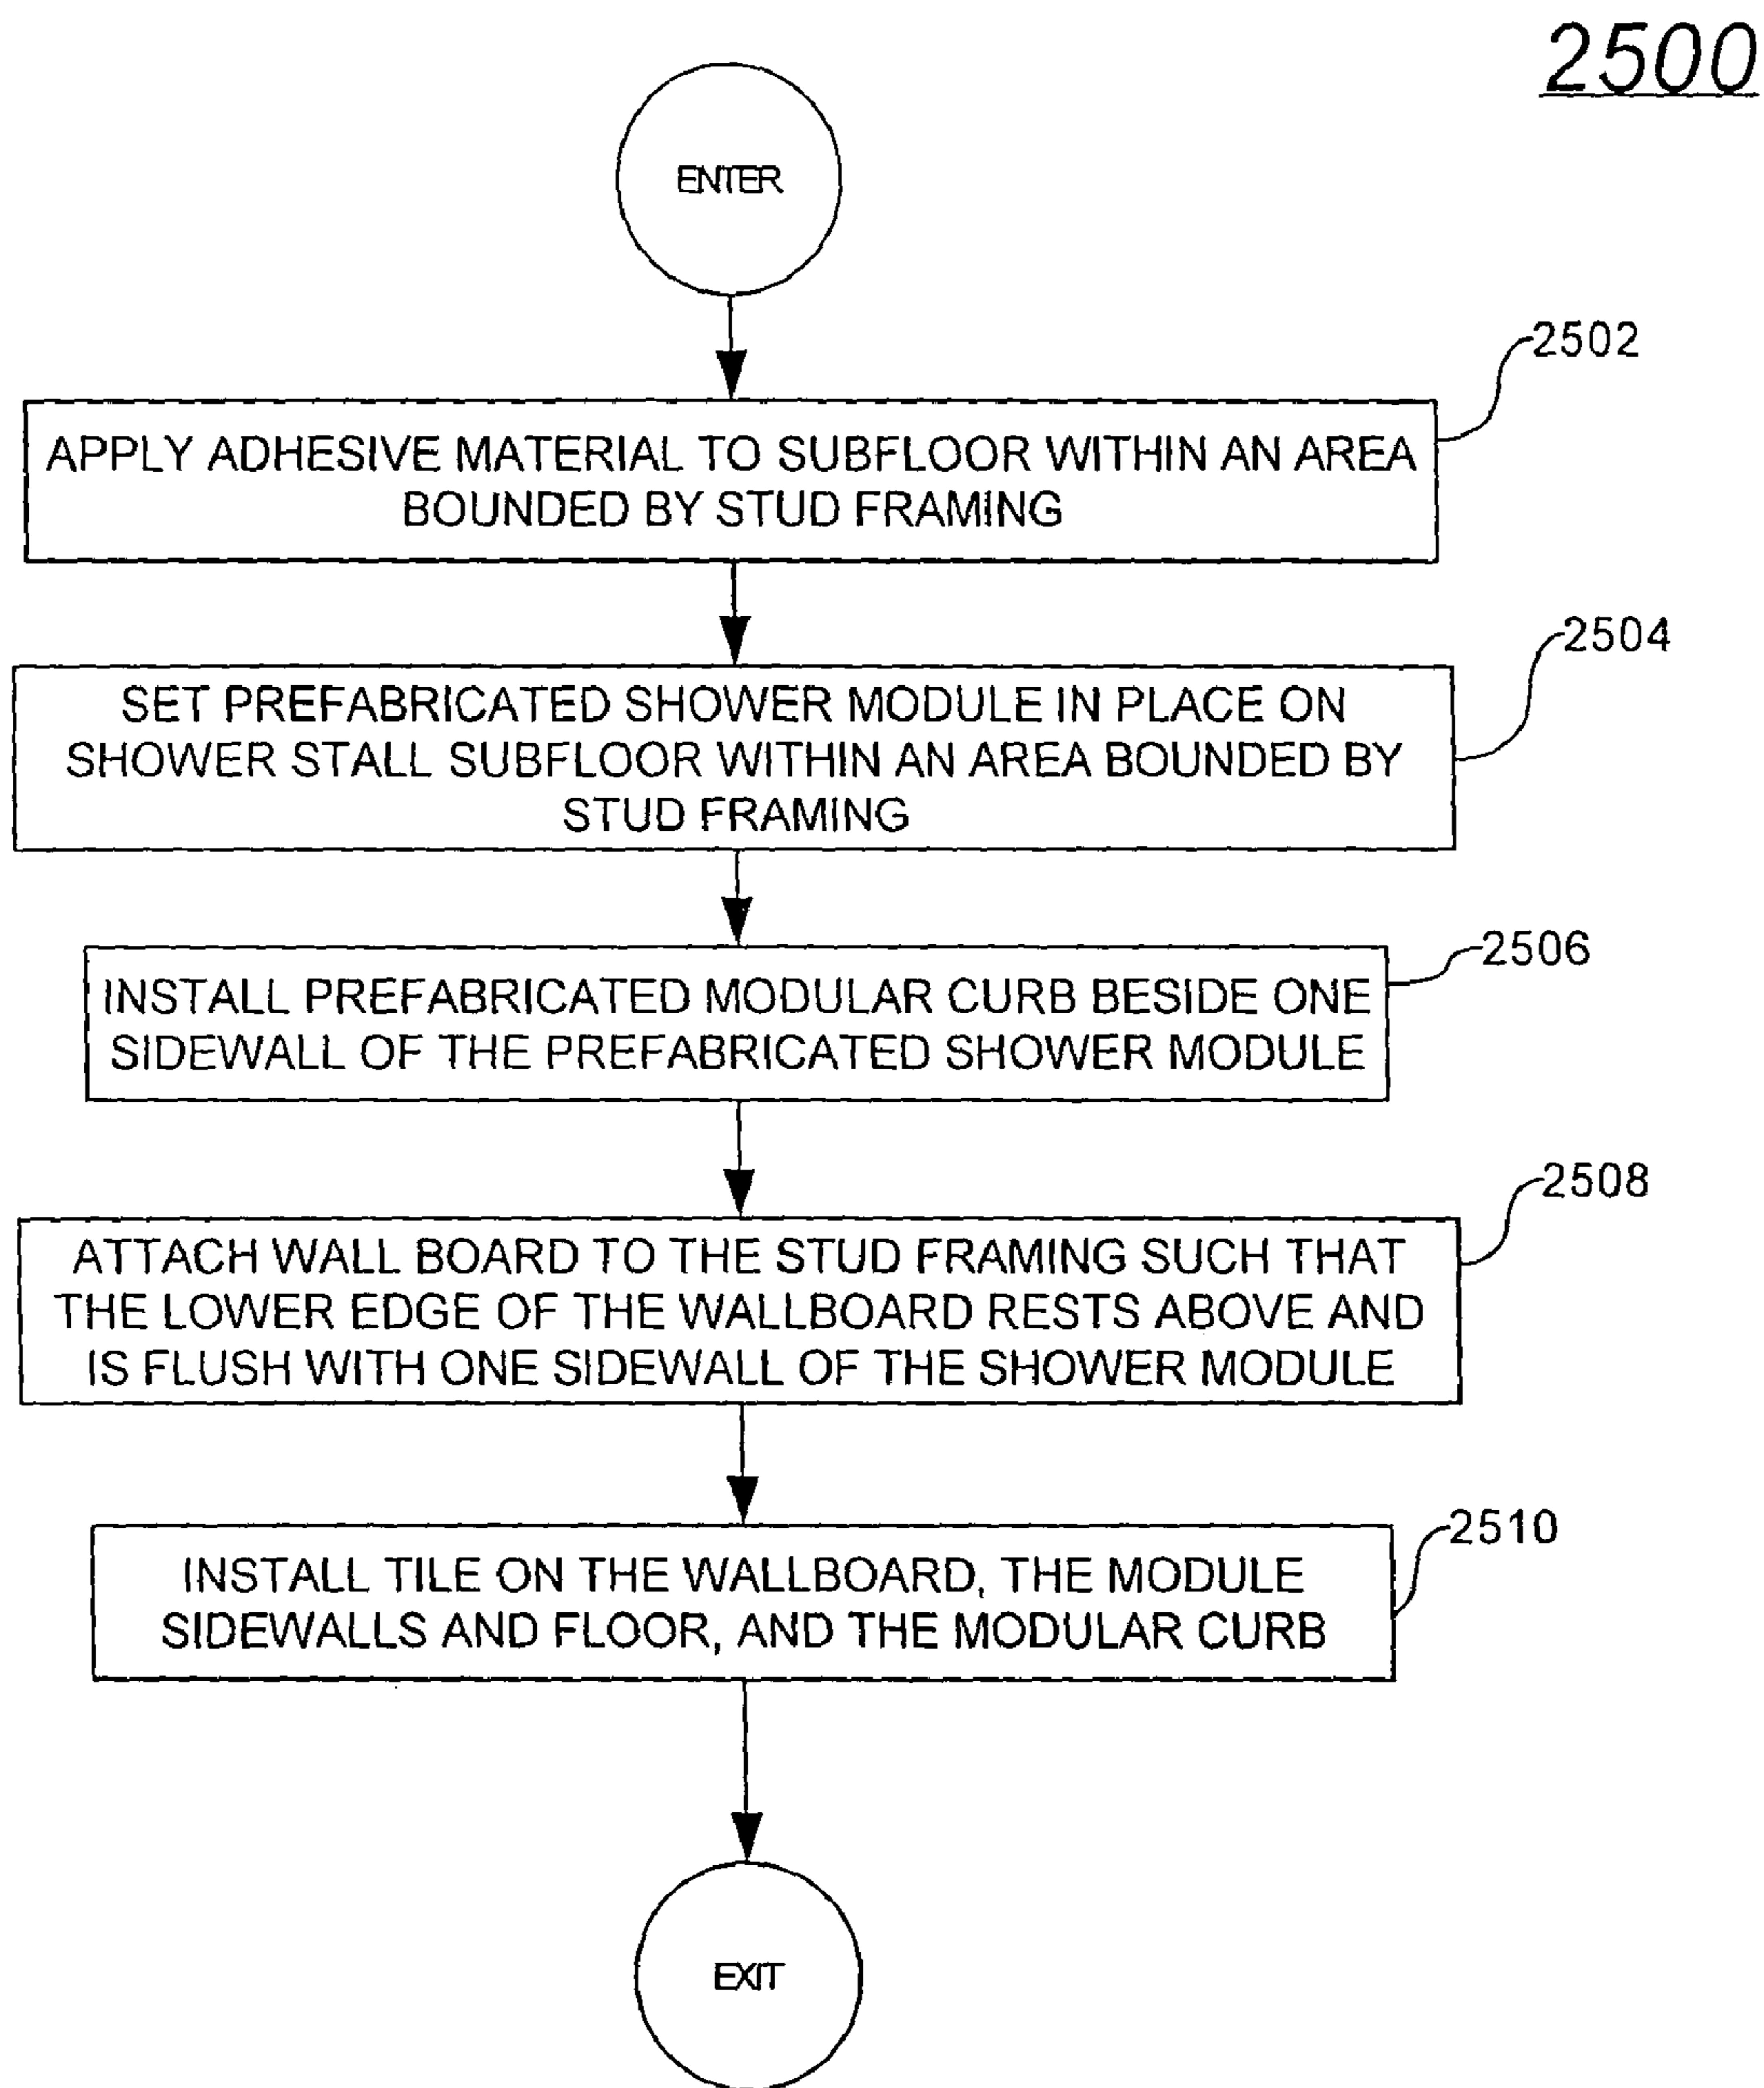 2500
ENTER
2502
APPLY ADHESIVE MATERIAL TO SUBFLOOR WITHIN AN AREA
BOUNDED BY STUD FRAMING
2504
SET PREFABRICATED SHOWER MODULE IN PLACE ON
SHOWER STALL SUBFLOOR WITHIN AN AREA BOUNDED BY
STUD FRAMING
2506
INSTALL PREFABRICATED MODULAR CURB BESIDE ONE
SIDEWALL OF THE PREFABRICATED SHOWER MODULE
2508
ATTACH WALL BOARD TO THE STUD FRAMING SUCH THAT
THE LOWER EDGE OF THE WALLBOARD RESTS ABOVE AND
IS FLUSH WITH ONE SIDEWALL OF THE SHOWER MODULE
2510
INSTALL TILE ON THE WALLBOARD, THE MODULE
SIDEWALLS AND FLOOR, AND THE MODULAR CURB
EXIT